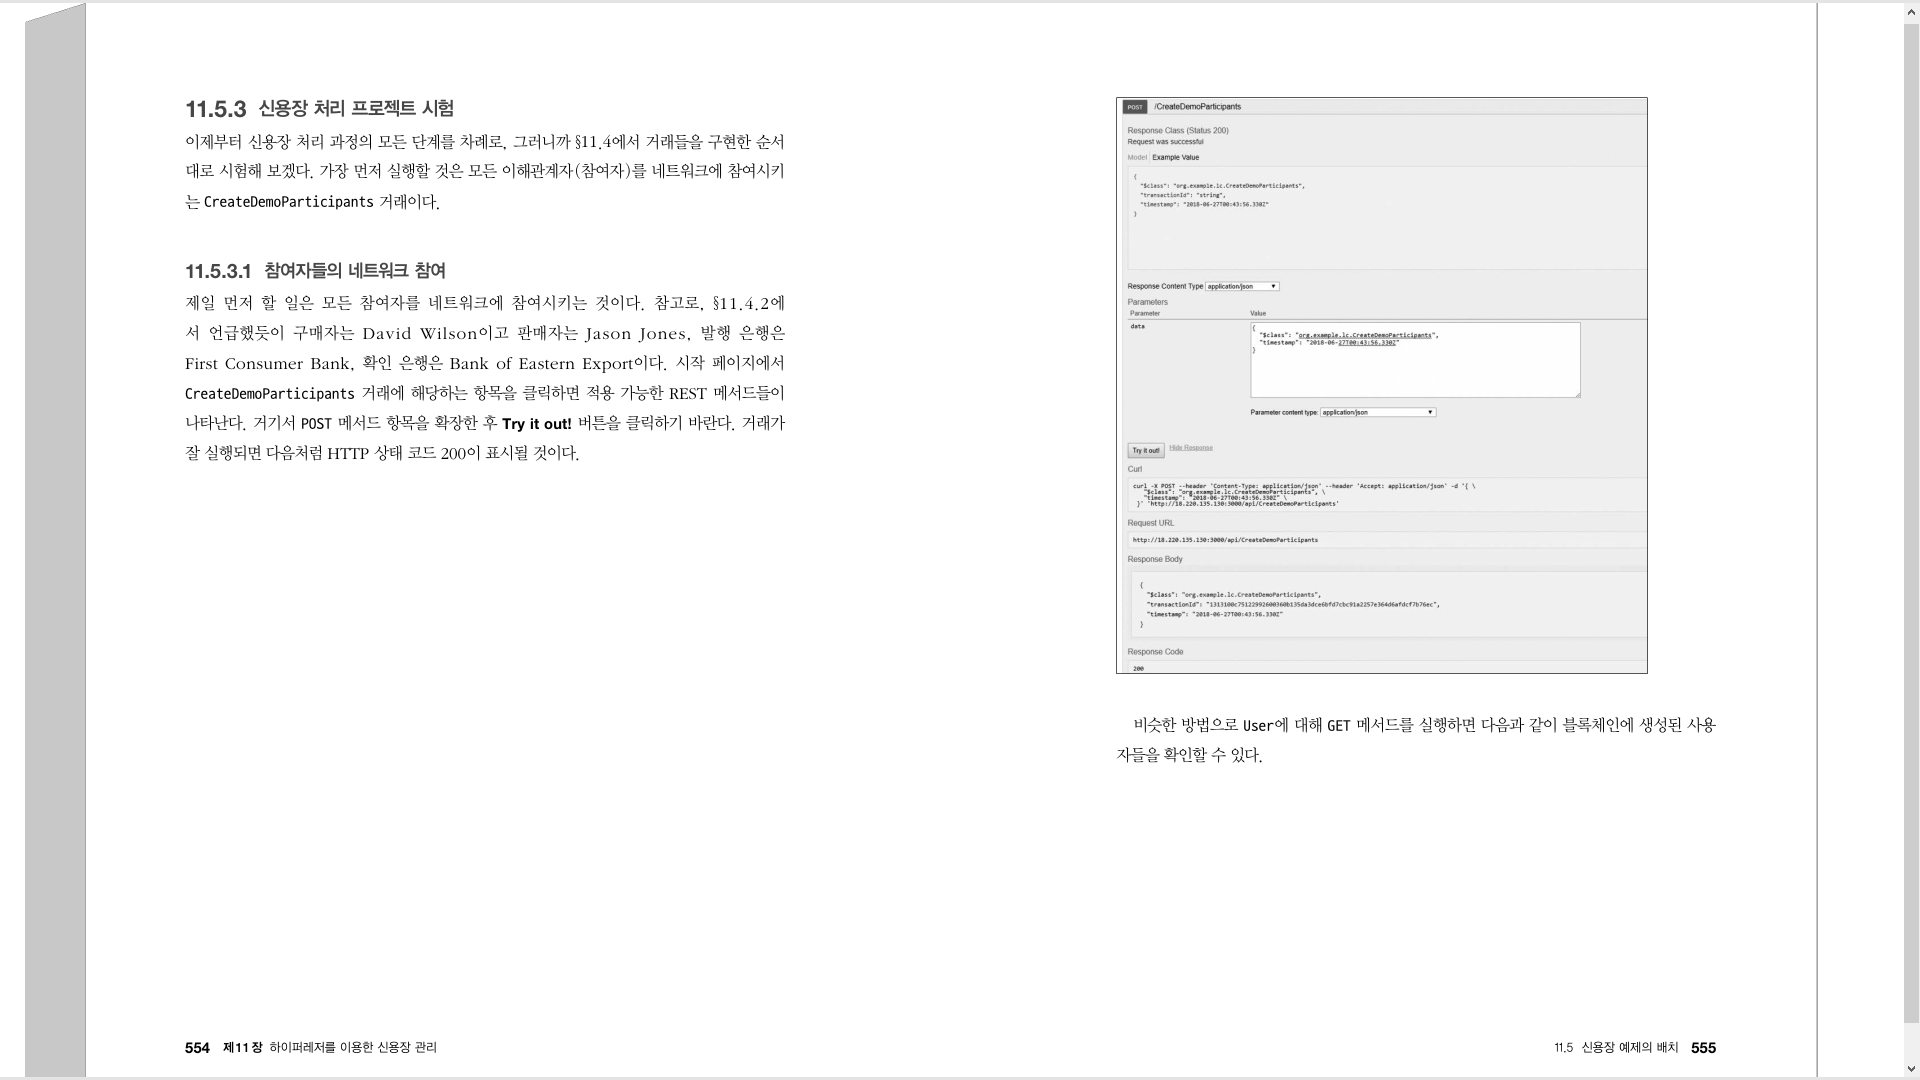 11.5.3 신용장 처리 프로젝트 시험
이제부터 신용장 처리 과정의 모든 단계를 차례로, 그러니까 §11.4에서 거래들을 구현한 순서
대로 시험해 보겠다. 가장 먼저 실행할 것은 모든 이해관계자(참여자)를 네트워크에 참여시키
는 CreateDemoParticipants 거래이다.
11.5.3.1 참여자들의 네트워크 참여
제일 먼저 할 일은 모든 참여자를 네트워크에 참여시키는 것이다. 참고로, §11.4.2에
서 언급했듯이 구매자는 David Wilson이고 판매자는 Jason Jones, 발행 은행은
First Consumer Bank, 확인 은행은 Bank of Eastern Export이다. 시작 페이지에서
CreateDemoParticipants 거래에 해당하는 항목을 클릭하면 적용 가능한 REST 메서드들이
나타난다. 거기서 POST 메서드 항목을 확장한 후 Try it out! 버튼을 클릭하기 바란다. 거래가
잘 실행되면 다음처럼 HTTP 상태 코드 200이 표시될 것이다.
554 제11장 하이퍼레저를 이용한 신용장 관리
POST /CreateDemoParticipants
Response Class (Status 200)
Request was successful
Model Example Value
{
"$class": "org.example.lc.CreateDemoParticipants",
"transactionId": "string",
"timestamp": "2018-06-27T00:43:56.330Z"
}
Response Content Type application/json
Parameters
Parameter Value
data
{
"$class": "org.example.lc.CreateDemoParticipants",
"timestamp": "2018-06-27T00:43:56.330Z"
}
Parameter content type: application/json
Try it out! Hide Response
Curl
curl -X POST --header 'Content-Type: application/json' --header 'Accept: application/json' -d '{ \
"$class": "org.example.lc.CreateDemoParticipants", \
"timestamp": "2018-06-27T00:43:56.330Z" \
}' 'http://18.220.135.130:3000/api/CreateDemoParticipants'
Request URL
http://18.220.135.130:3000/api/CreateDemoParticipants
Response Body
{
"$class": "org.example.lc.CreateDemoParticipants",
"transactionId":
"timestamp": "2018-06-27T00:43:56.330Z"
}
Response Code
200
비슷한 방법으로 User에 대해 GET 메서드를 실행하면 다음과 같이 블록체인에 생성된 사용
자들을 확인할 수 있다.
11.5 신용장 예제의 배치 555